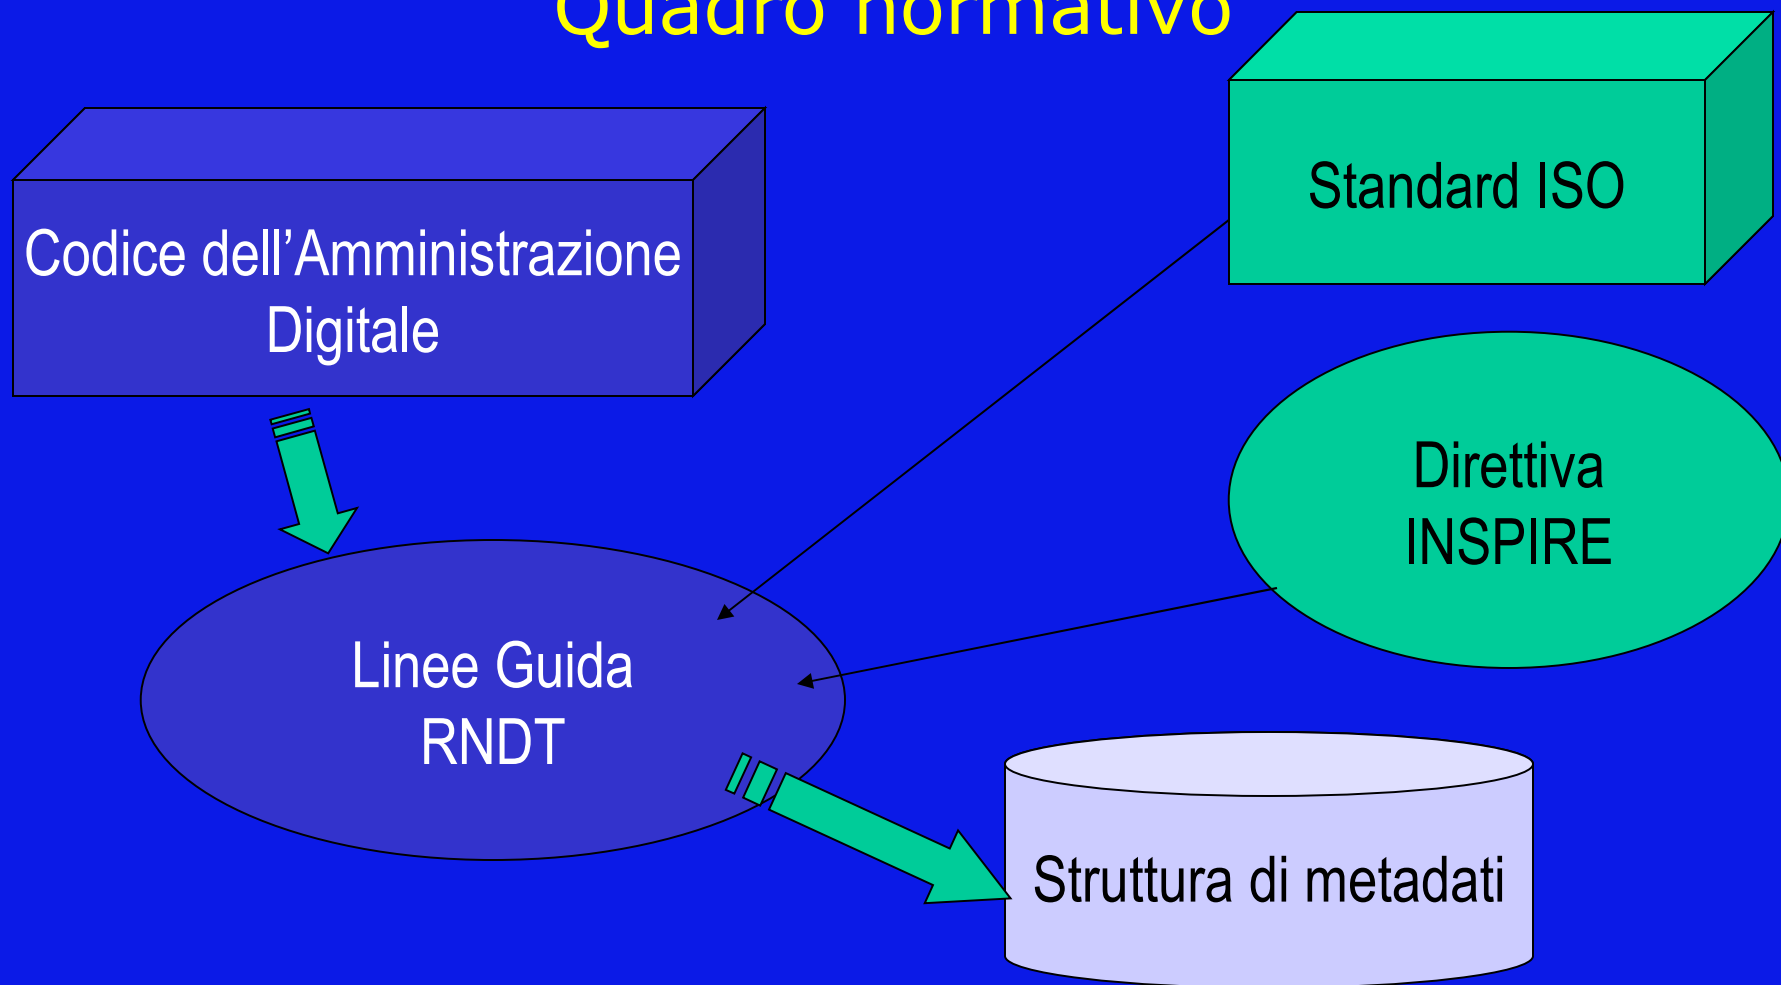 Quadro normativo
Standard ISO
Codice dell’Amministrazione
Digitale
Direttiva
INSPIRE
Linee Guida
RNDT
Struttura di metadati